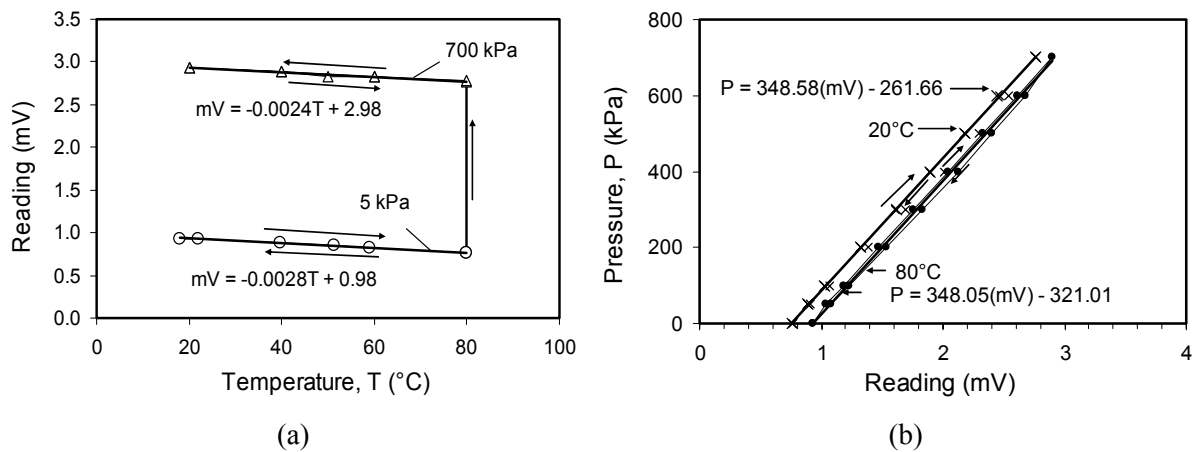 Reading (mV)
3.5
3.0
2.5
2.0
1.5
1.0
0.5
0.0
700 kPa
mV = -0.0024T + 2.98
5 kPa
mV = -0.0028T + 0.98
0 20 40 60 80 100
Temperature, T (°C)
(a)
Pressure, P (kPa)
800
600
400
200
0
P = 348.58(mV) - 261.66
20°C
80°C
P = 348.05(mV) - 321.01
0 1 2 3 4
Reading (mV)
(b)